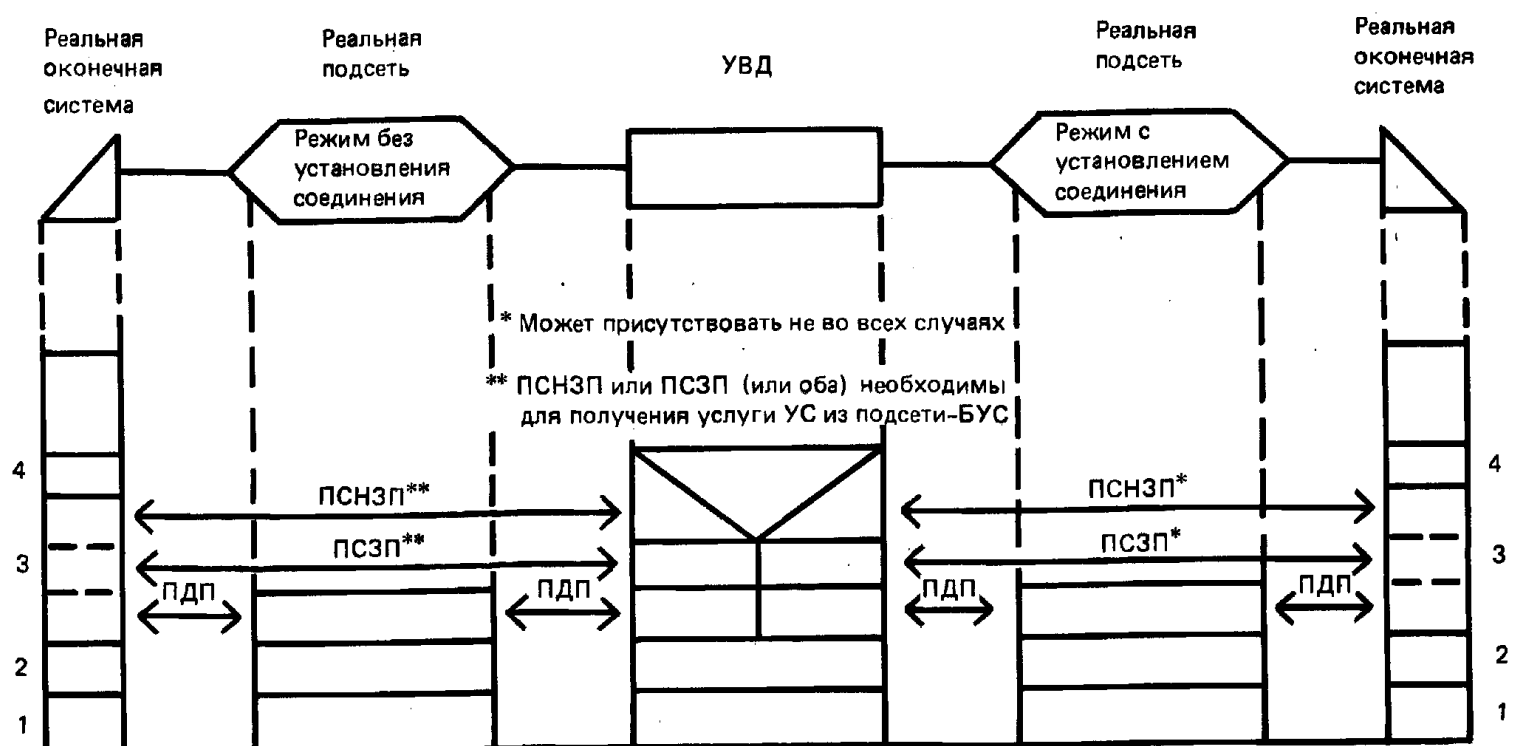 Реальная
оконечная
система
Реальная
подсеть
УВД
Реальная
подсеть
Реальная
оконечная
система
Режим без
установления
соединения
Режим с
установлением
соединения
* Может присутствовать не во всех случаях
** ПСНЗП или ПСЗП (или оба) необходимы
для получения услуги УС из подсети-БУС
4
ПСНЗП**
ПСНЗП*
4
3
ПСЗП**
ПСЗП*
3
ПДП
ПДП
ПДП
ПДП
2
2
1
1